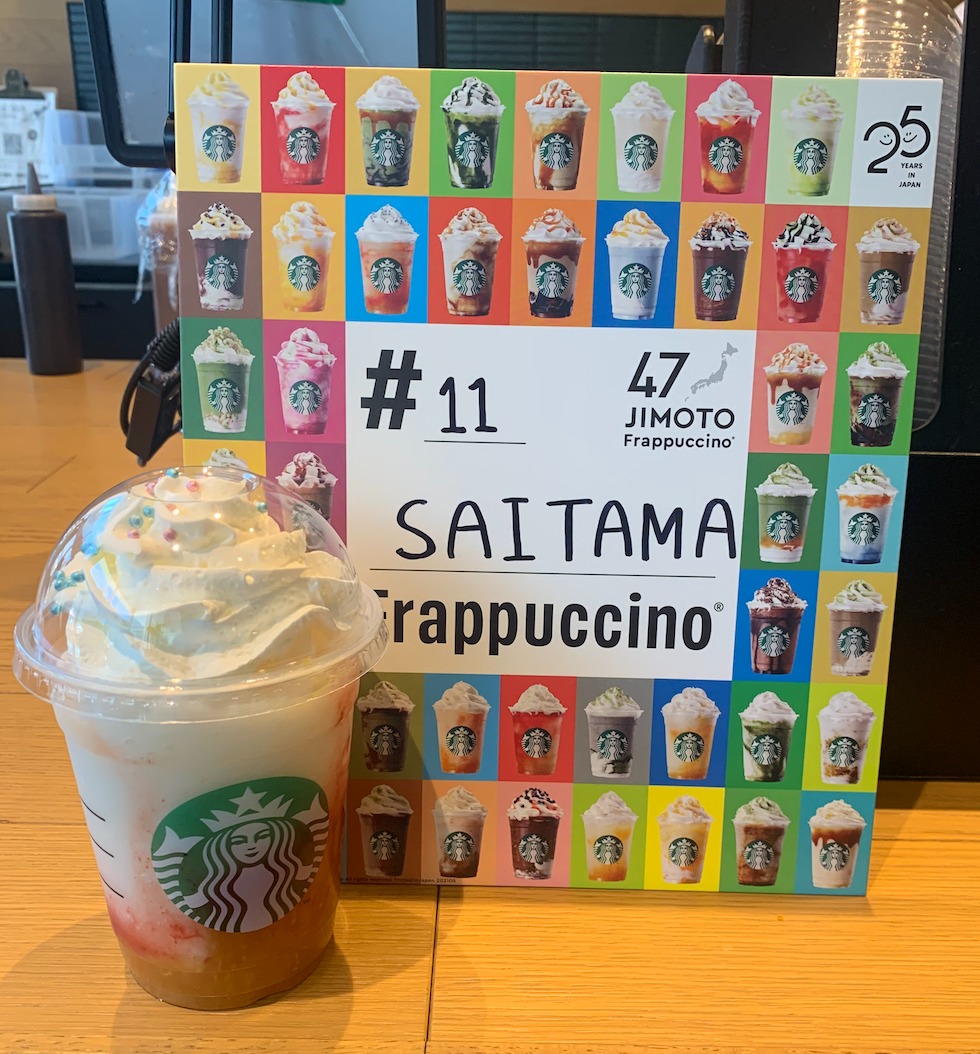 25
YEARS
IN
JAPAN
#11
47
JIMOTO
Frappuccino®
SAITAMA
Frappuccino®